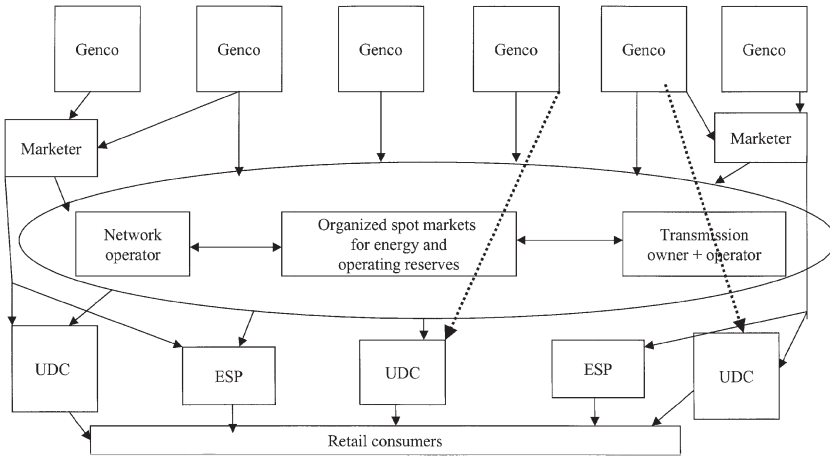 Genco
Genco
Genco
Genco
Genco
Genco
Marketer
Marketer
Network
operator
Organized spot markets
for energy and
operating reserves
Transmission
owner + operator
UDC
ESP
UDC
ESP
UDC
Retail consumers